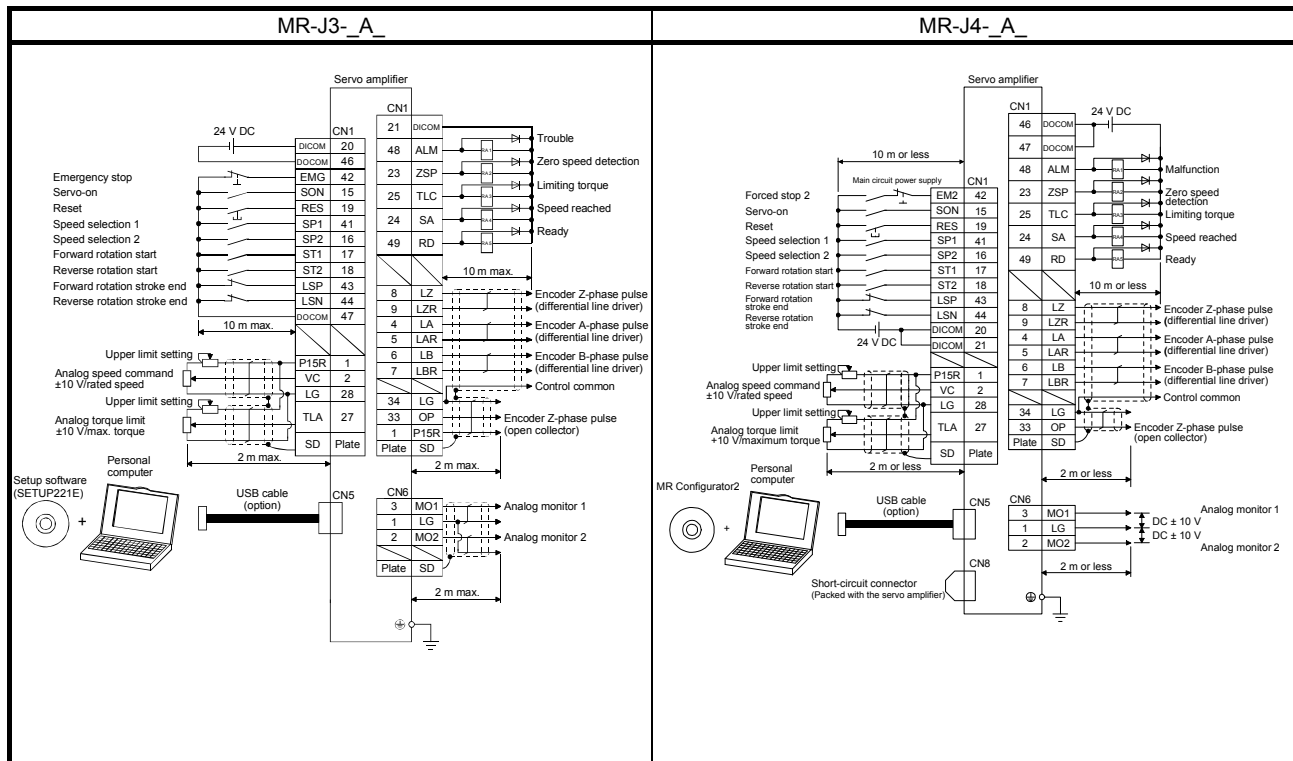 MR-J3-_A_
Servo amplifier
CN1
21 DICOM
48 ALM RA1 Trouble
23 ZSP RA2 Zero speed detection
25 TLC RA3 Limiting torque
24 SA RA4 Speed reached
49 RD RA5 Ready
10 m max.
8 LZ Encoder Z-phase pulse
9 LZR (differential line driver)
4 LA Encoder A-phase pulse
5 LAR (differential line driver)
6 LB Encoder B-phase pulse
7 LBR (differential line driver)
Control common
34 LG
33 OP Encoder Z-phase pulse
(open collector)
1 P15R
Plate SD
2 m max.
24 V DC
CN1
DICOM 20
DOCOM 46
Emergency stop EMG 42
Servo-on SON 15
Reset RES 19
Speed selection 1 SP1 41
Speed selection 2 SP2 16
Forward rotation start ST1 17
Reverse rotation start ST2 18
Forward rotation stroke end LSP 43
Reverse rotation stroke end LSN 44
DOCOM 47
10 m max.
Upper limit setting
P15R 1
Analog speed command
±10 V/rated speed
VC 2
LG 28
Upper limit setting
Analog torque limit
±10 V/max. torque
TLA 27
SD Plate
2 m max.
Setup software
(SETUP221E)
+
Personal
computer
USB cable
(option)
CN5
CN6
3 MO1 Analog monitor 1
1 LG
2 MO2 Analog monitor 2
Plate SD
2 m max.
MR-J4-_A_
Servo amplifier
CN1
24 V DC
46 DOCOM
47 DOCOM
48 ALM RA1 Malfunction
23 ZSP RA2 Zero speed
detection
25 TLC RA3 Limiting torque
24 SA RA4 Speed reached
49 RD RA5 Ready
10 m or less
8 LZ Encoder Z-phase pulse
9 LZR (differential line driver)
4 LA Encoder A-phase pulse
5 LAR (differential line driver)
6 LB Encoder B-phase pulse
7 LBR (differential line driver)
Control common
34 LG
33 OP Encoder Z-phase pulse
(open collector)
Plate SD
2 m or less
10 m or less
Main circuit power supply
CN1
Forced stop 2 EM2 42
Servo-on SON 15
Reset RES 19
Speed selection 1 SP1 41
Speed selection 2 SP2 16
Forward rotation start ST1 17
Reverse rotation start ST2 18
Forward rotation
stroke end
LSP 43
Reverse rotation
stroke end
LSN 44
24 V DC
DICOM 20
DICOM 21
Upper limit setting
P15R 1
Analog speed command
±10 V/rated speed
VC 2
LG 28
Upper limit setting
Analog torque limit
+10 V/maximum torque
TLA 27
SD Plate
2 m or less
MR Configurator2
+
Personal
computer
USB cable
(option)
CN5
CN6
3 MO1 Analog monitor 1
DC ± 10 V
1 LG
DC ± 10 V
2 MO2 Analog monitor 2
2 m or less
CN8
Short-circuit connector
(Packed with the servo amplifier)